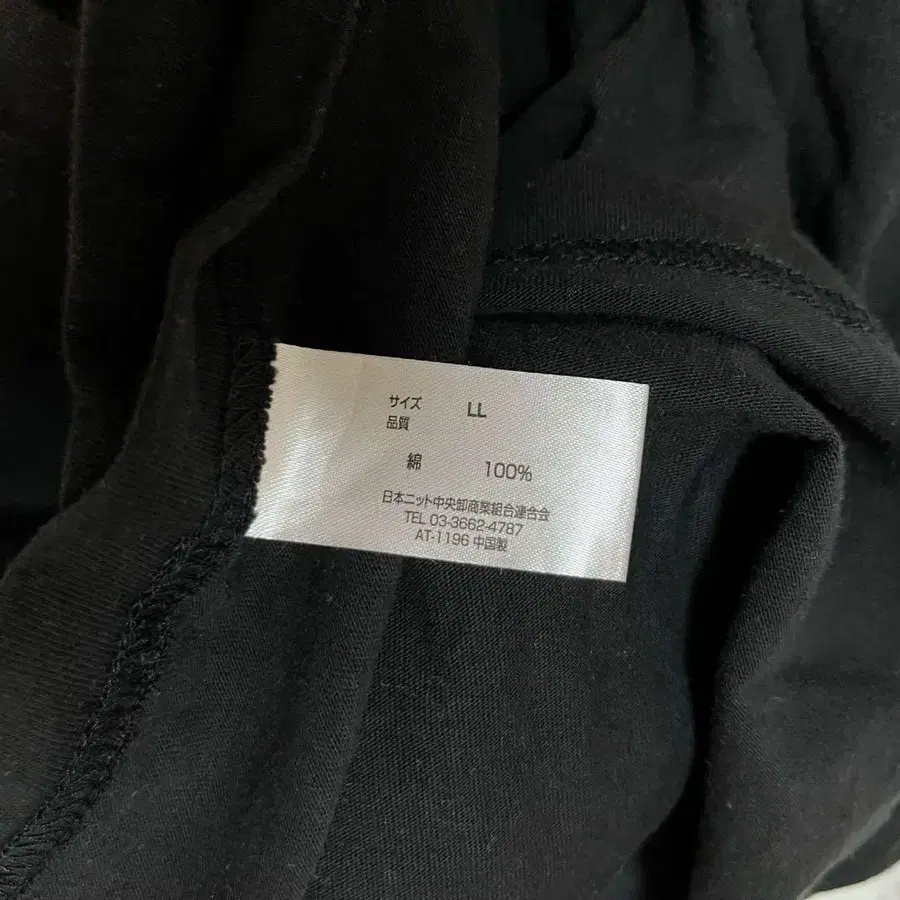 サイズ LL
品質
綿 100%
日本ニット中央卸商業組合連合会
TEL 03-3662-4787
AT-1196 中国製